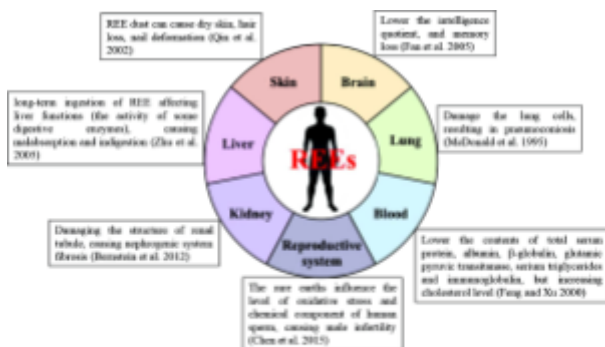 REE dust can cause dry skin, hair
loss, nail deformation (Qin et al.
2002)
Lower the intelligence
quotient, and memory
loss (Fan et al. 2005)
Skin
Brain
long-term ingestion of REE affecting
liver functions (the activity of some
digestive enzymes), causing
malabsorption and indigestion (Zhu et al.
2005)
Liver
REEs
Lung
Damage the lung cells,
resulting in pneumoconiosis
(McDonald et al. 1995)
Kidney
Blood
Damaging the structure of renal
tubule, causing nephrogenic system
fibrosis (Bernstein et al. 2012)
Reproductive
system
Lower the contents of total serum
protein, albumin, β-globulin, glutamic
pyruvic transitanase, serium triglycerides
and immunoglobulin, but increasing
cholesterol level (Feng and Xu 2000)
The rare earths influence the
level of oxidative stress and
chemical component of human
sperm, causing male infertility
(Chen et al. 2015)